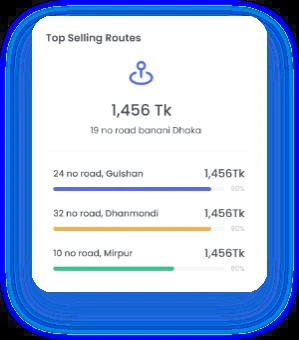 Top Selling Routes
1,456 Tk
19 no road banani Dhaka
24 no road, Gulshan 1,456Tk
90%
32 no road, Dhanmondi 1,456Tk
90%
10 no road, Mirpur 1,456Tk
60%